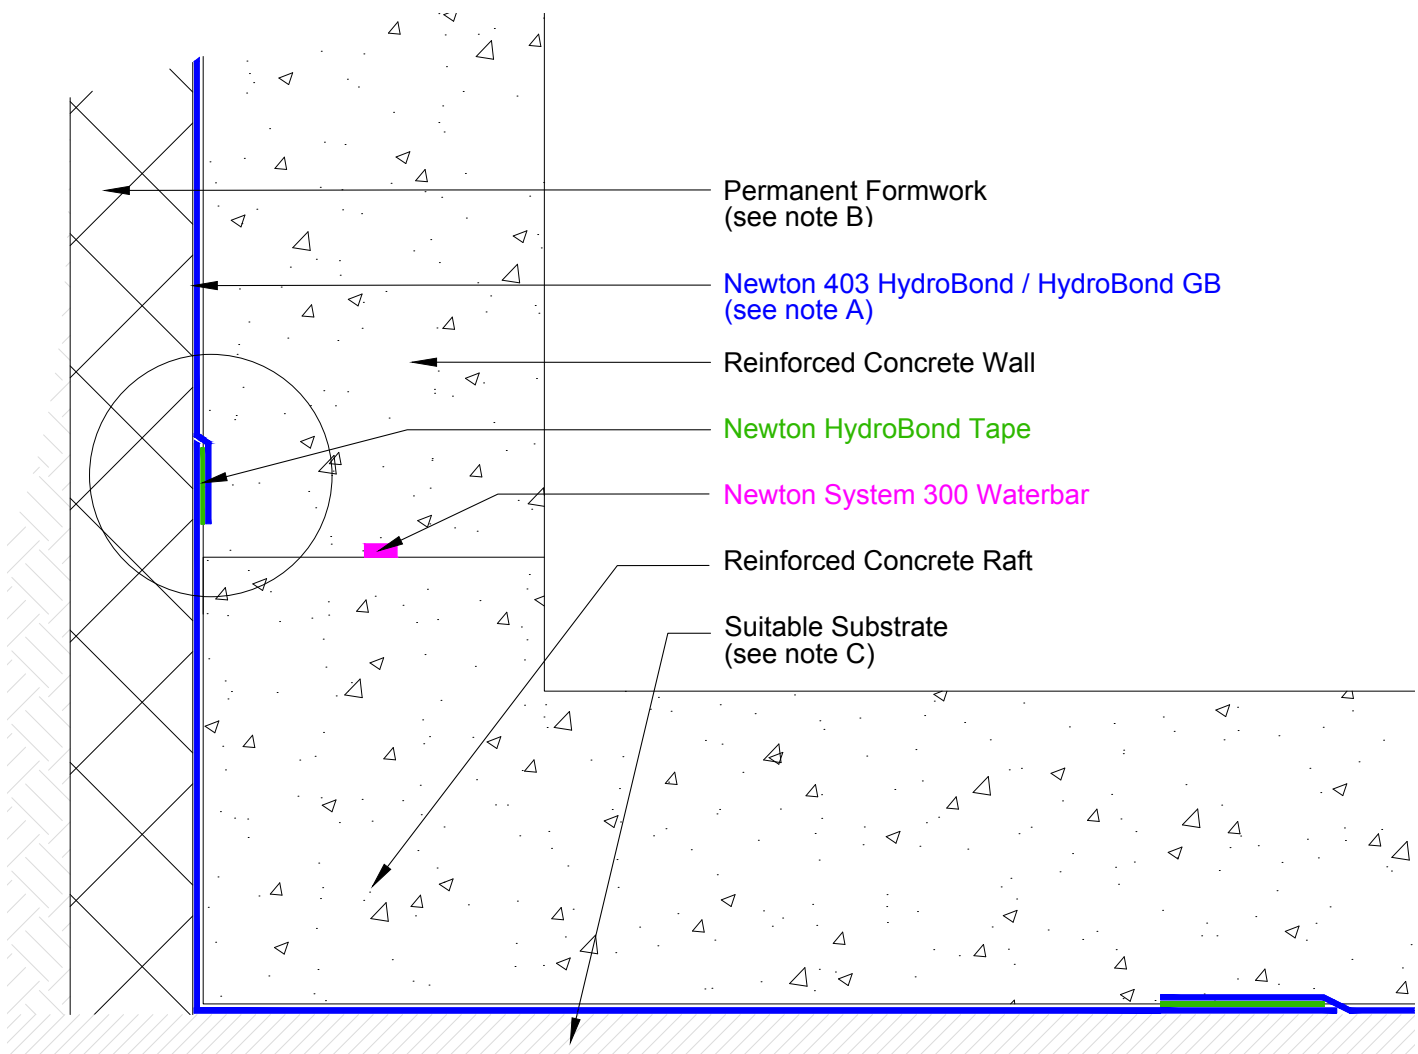 Permanent Formwork
(see note B)
Newton 403 HydroBond / HydroBond GB
(see note A)
Reinforced Concrete Wall
Newton HydroBond Tape
Newton System 300 Waterbar
Reinforced Concrete Raft
Suitable Substrate
(see note C)